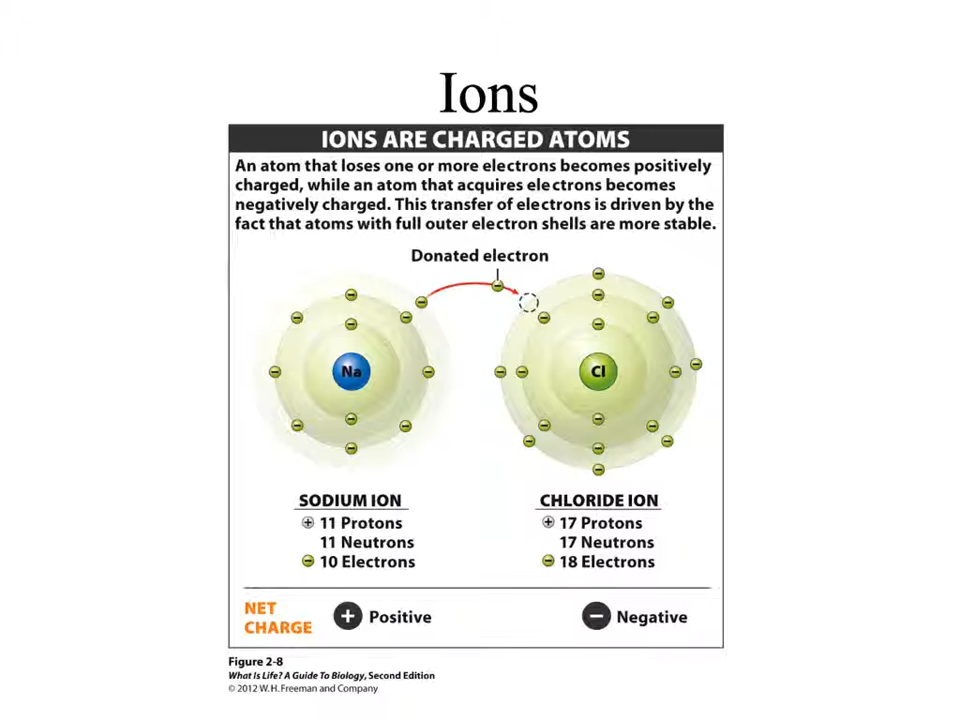 Ions
IONS ARE CHARGED ATOMS
An atom that loses one or more electrons becomes positively
charged, while an atom that acquires electrons becomes
negatively charged. This transfer of electrons is driven by the
fact that atoms with full outer electron shells are more stable.
Donated electron
Na
Cl
SODIUM ION
+ 11 Protons
11 Neutrons
− 10 Electrons
CHLORIDE ION
+ 17 Protons
17 Neutrons
− 18 Electrons
NET
CHARGE
+ Positive
− Negative
Figure 2-8
What Is Life? A Guide To Biology, Second Edition
© 2012 W. H. Freeman and Company